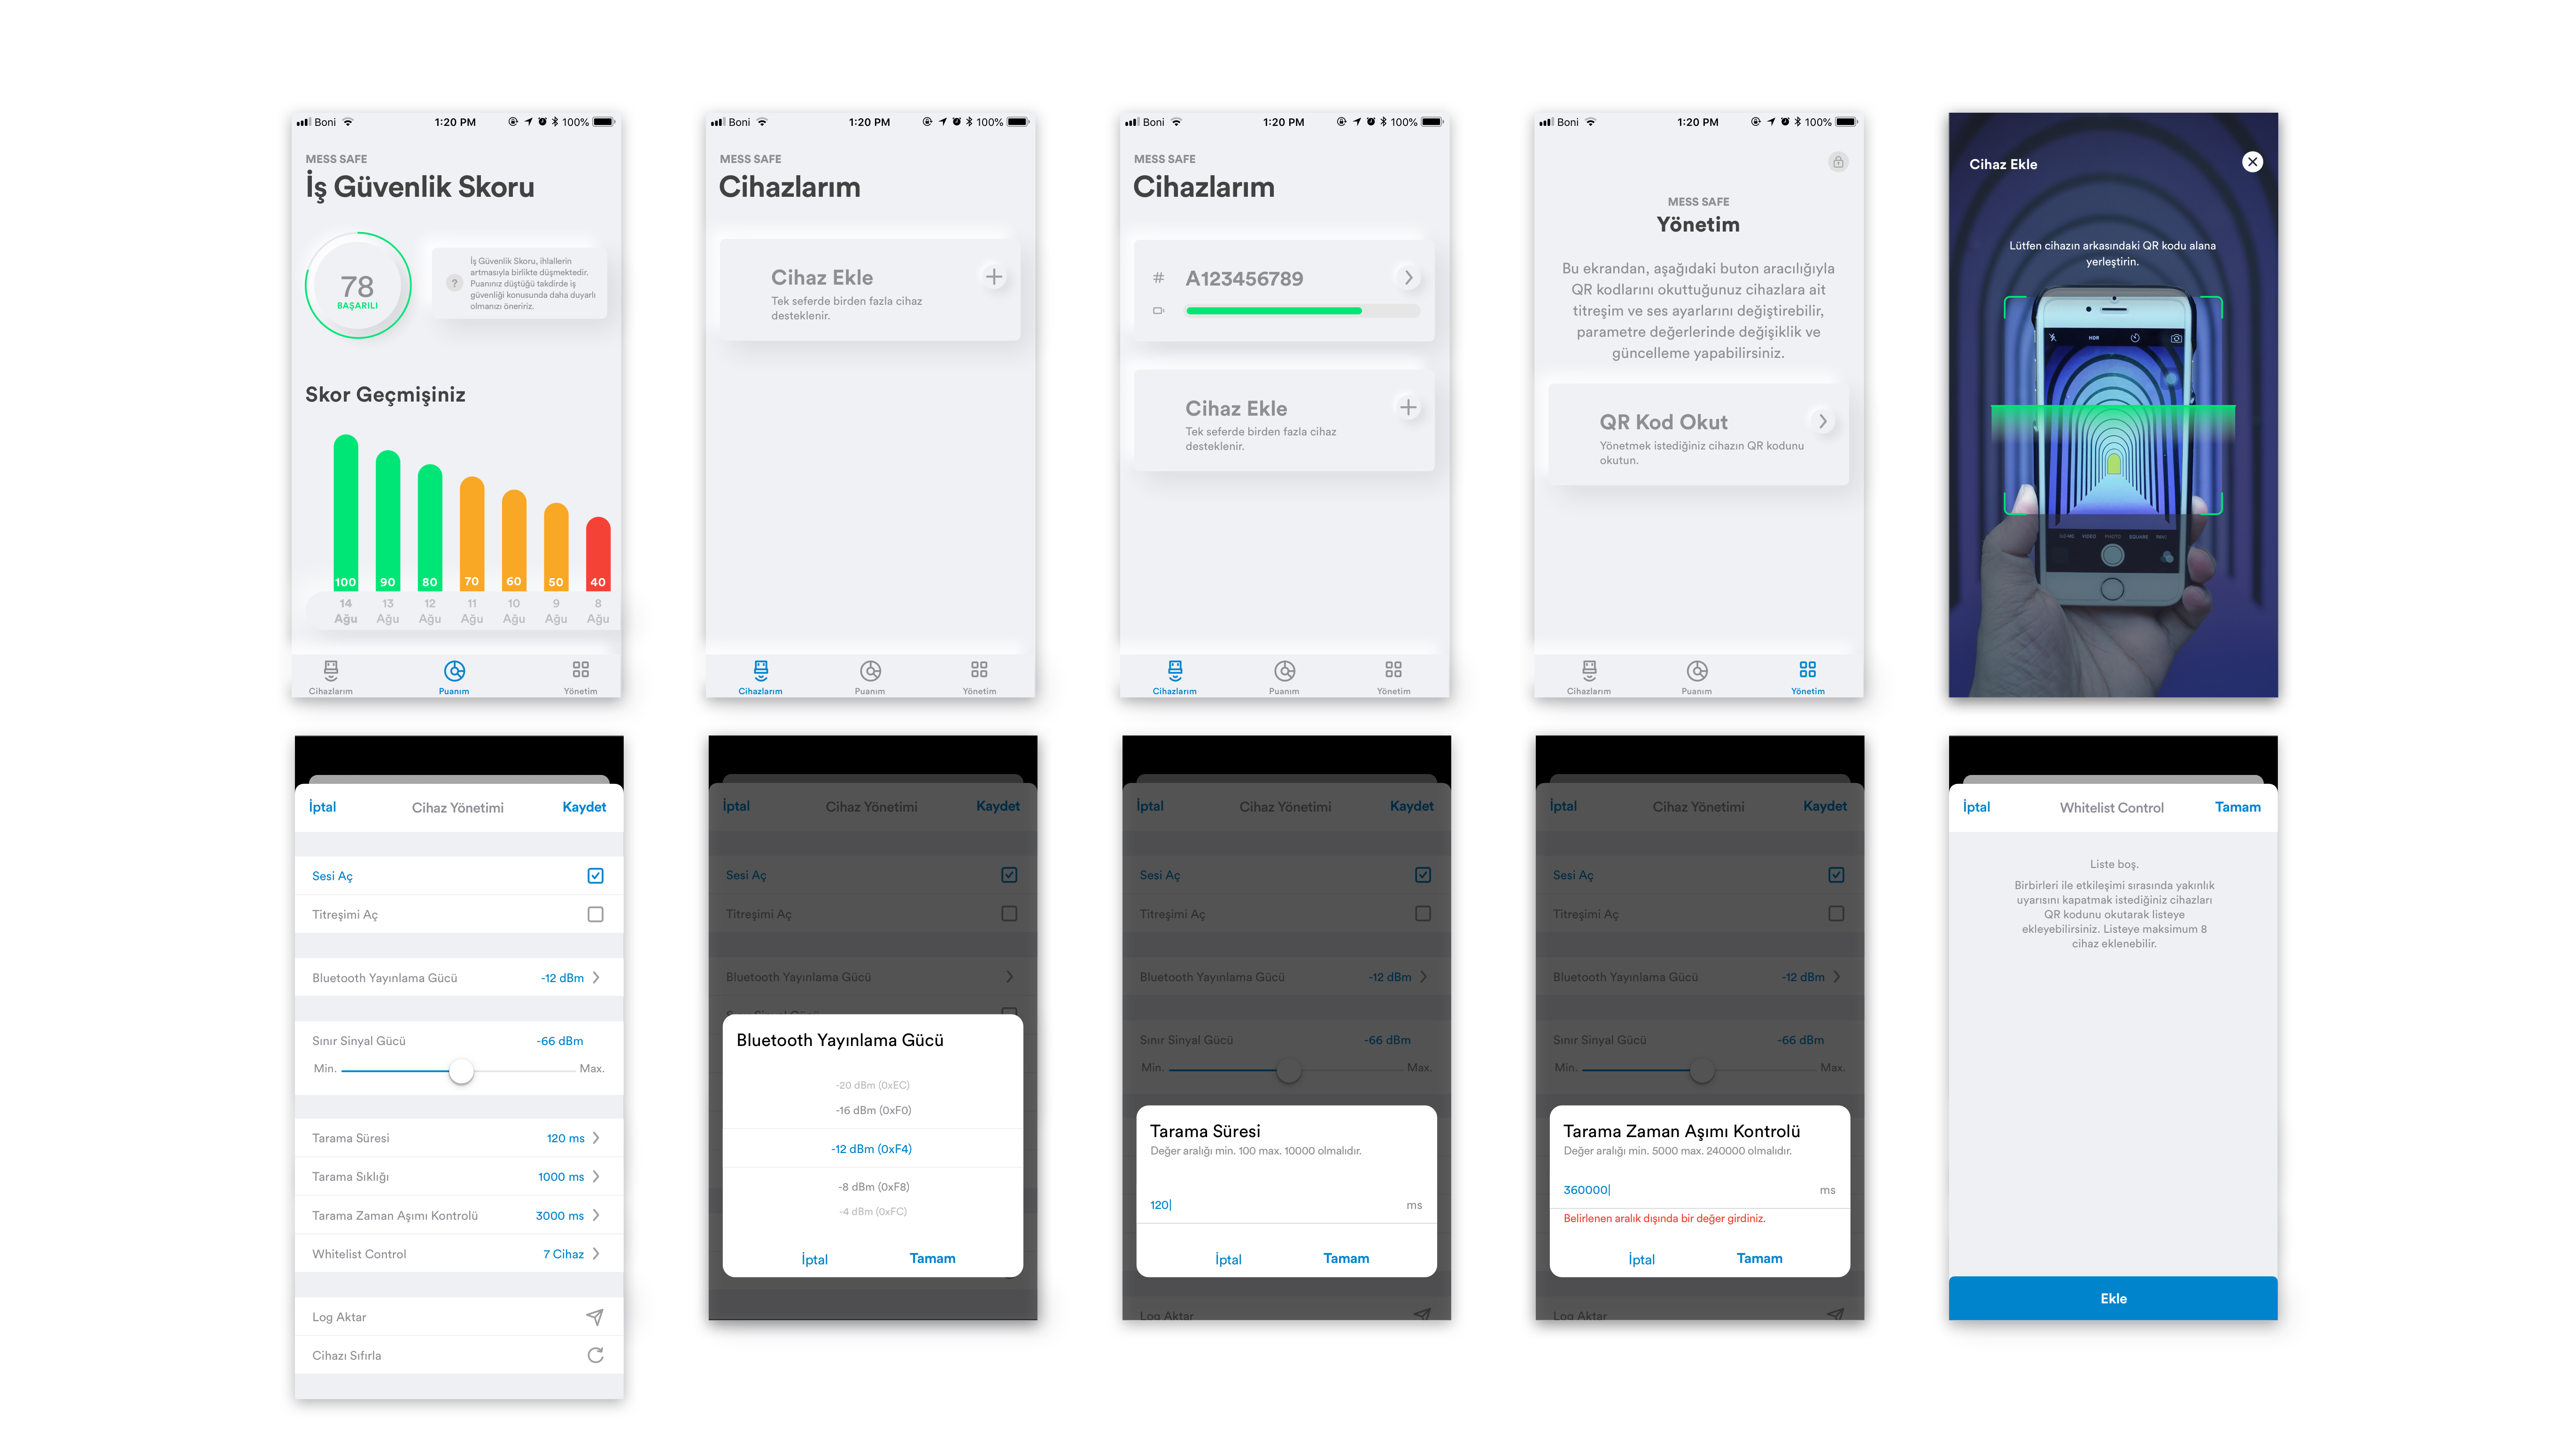 Boni
1:20 PM
100%
MESS SAFE
İş Güvenlik Skoru
78
BAŞARILI
?
İş Güvenlik Skoru, ihlallerin
artmasıyla birlikte düşmektedir.
Puanınız düştüğü takdirde iş
güvenliği konusunda daha duyarlı
olmanızı öneririz.
Skor Geçmişiniz
100 90 80 70 60 50 40
14 13 12 11 10 9 8
Ağu Ağu Ağu Ağu Ağu Ağu Ağu
Cihazlarım Puanım Yönetim
Boni
1:20 PM
100%
MESS SAFE
Cihazlarım
Cihaz Ekle
Tek seferde birden fazla cihaz
desteklenir.
Cihazlarım Puanım Yönetim
Boni
1:20 PM
100%
MESS SAFE
Cihazlarım
# A123456789
Cihaz Ekle
Tek seferde birden fazla cihaz
desteklenir.
Cihazlarım Puanım Yönetim
Boni
1:20 PM
100%
MESS SAFE
Yönetim
Bu ekrandan, aşağıdaki buton aracılığıyla
QR kodlarını okuttuğunuz cihazlara ait
titreşim ve ses ayarlarını değiştirebilir,
parametre değerlerinde değişiklik ve
güncelleme yapabilirsiniz.
QR Kod Okut
Yönetmek istediğiniz cihazın QR kodunu
okutun.
Cihazlarım Puanım Yönetim
Cihaz Ekle
Lütfen cihazın arkasındaki QR kodu alana
yerleştirin.
HDR
SLO-MO VIDEO PHOTO SQUARE PANO
İptal Cihaz Yönetimi Kaydet
Sesi Aç
Titreşimi Aç
Bluetooth Yayınlama Gücü -12 dBm
Sınır Sinyal Gücü -66 dBm
Min. Max.
Tarama Süresi 120 ms
Tarama Sıklığı 1000 ms
Tarama Zaman Aşımı Kontrolü 3000 ms
Whitelist Control 7 Cihaz
Log Aktar
Cihazı Sıfırla
İptal Cihaz Yönetimi Kaydet
Sesi Aç
Titreşimi Aç
Bluetooth Yayınlama Gücü
Bluetooth Yayınlama Gücü
-20 dBm (0xEC)
-16 dBm (0xF0)
-12 dBm (0xF4)
-8 dBm (0xF8)
-4 dBm (0xFC)
İptal Tamam
İptal Cihaz Yönetimi Kaydet
Sesi Aç
Titreşimi Aç
Bluetooth Yayınlama Gücü -12 dBm
Sınır Sinyal Gücü -66 dBm
Min. Max.
Tarama Süresi
Değer aralığı min. 100 max. 10000 olmalıdır.
120 ms
İptal Tamam
Log Aktar
İptal Cihaz Yönetimi Kaydet
Sesi Aç
Titreşimi Aç
Bluetooth Yayınlama Gücü -12 dBm
Sınır Sinyal Gücü -66 dBm
Min. Max.
Tarama Zaman Aşımı Kontrolü
Değer aralığı min. 5000 max. 240000 olmalıdır.
360000 ms
Belirlenen aralık dışında bir değer girdiniz.
İptal Tamam
Log Aktar
İptal Whitelist Control Tamam
Liste boş.
Birbirleri ile etkileşimi sırasında yakınlık
uyarısını kapatmak istediğiniz cihazları
QR kodunu okutarak listeye
ekleyebilirsiniz. Listeye maksimum 8
cihaz eklenebilir.
Ekle